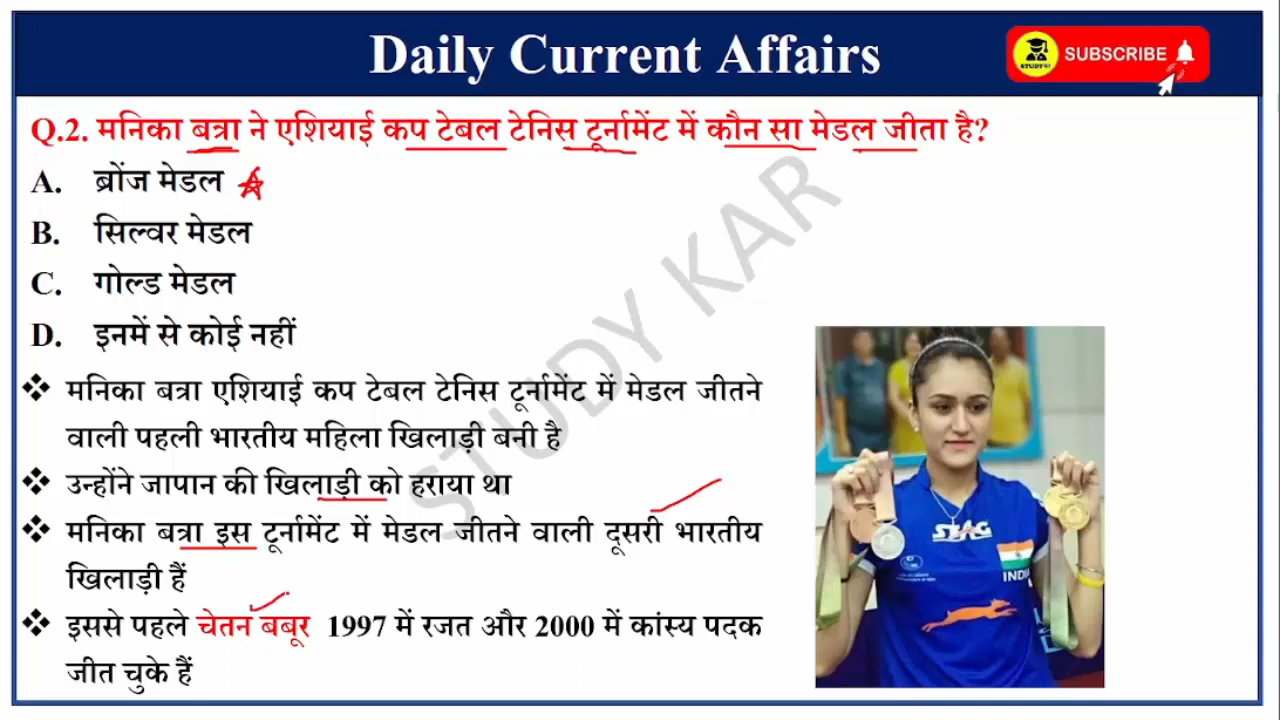 Daily Current Affairs
SUBSCRIBE
Q.2. मनिका बत्रा ने एशियाई कप टेबल टेनिस टूर्नामेंट में कौन सा मेडल जीता है?
A. ब्रोंज मेडल
B. सिल्वर मेडल
C. गोल्ड मेडल
D. इनमें से कोई नहीं
❖ मनिका बत्रा एशियाई कप टेबल टेनिस टूर्नामेंट में मेडल जीतने
वाली पहली भारतीय महिला खिलाड़ी बनी है
❖ उन्होंने जापान की खिलाड़ी को हराया था
❖ मनिका बत्रा इस टूर्नामेंट में मेडल जीतने वाली दूसरी भारतीय
खिलाड़ी हैं
❖ इससे पहले चेतन बबूर 1997 में रजत और 2000 में कांस्य पदक
जीत चुके हैं
STUDY KAR
STAG
INDIA